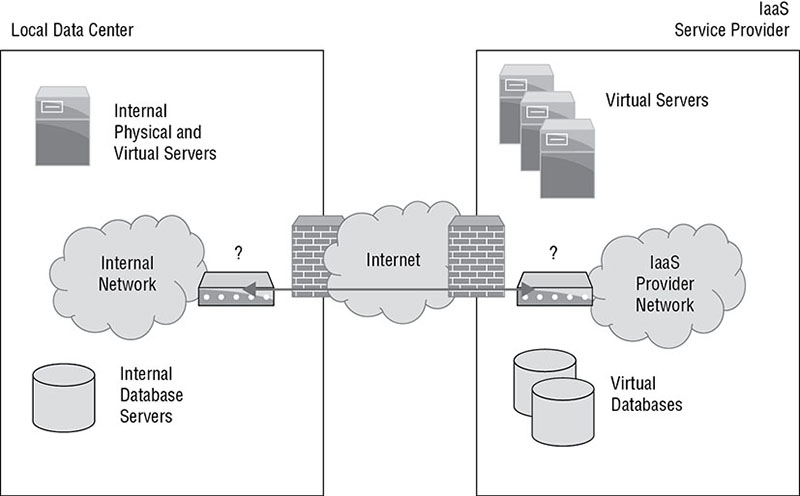 Local Data Center
IaaS
Service Provider
Internal
Physical and
Virtual Servers
Virtual Servers
?
Internal
Network
Internet
?
IaaS
Provider
Network
Internal
Database
Servers
Virtual
Databases